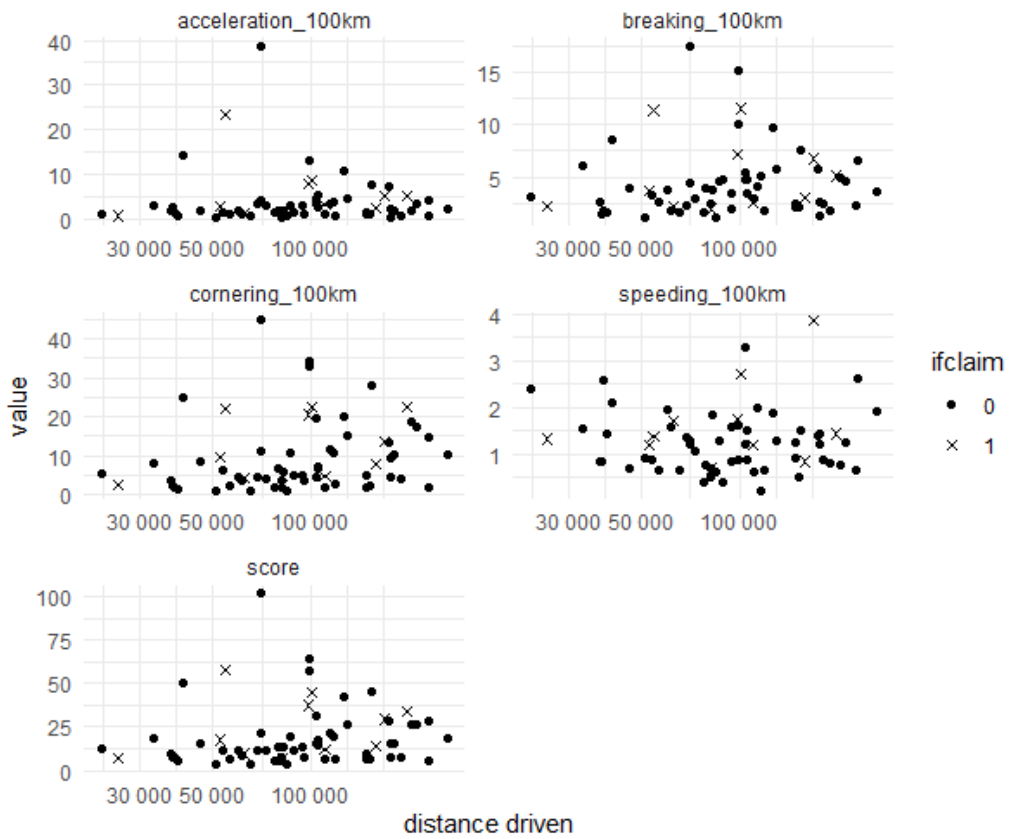 acceleration_100km
breaking_100km
40
30
20
10
0
15
10
5
30 000 50 000 100 000
30 000 50 000 100 000
cornering_100km
speeding_100km
40
30
20
10
0
4
3
2
1
30 000 50 000 100 000
30 000 50 000 100 000
score
100
75
50
25
0
30 000 50 000 100 000
value
distance driven
ifclaim
0
1